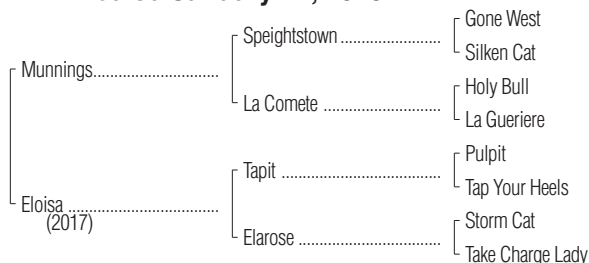 Gone West
Speightstown
Silken Cat
Munnings
Holy Bull
La Comete
La Gueriere
Pulpit
Tapit
Tap Your Heels
Eloisa
(2017)
Storm Cat
Elarose
Take Charge Lady